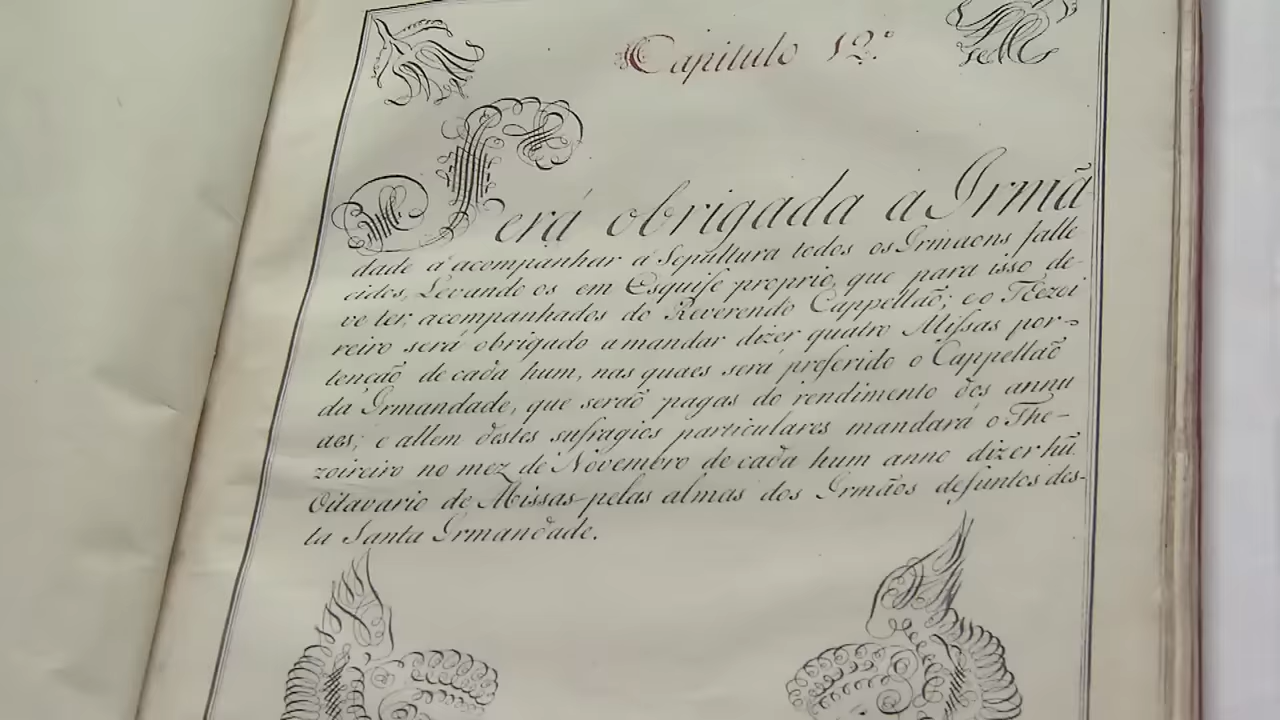 Capitulo 12.º
Será obrigada a Irmã
dade a acompanhar á Sepultura todos os Irmaons falle-
cidos, Levando os em Esquife proprio, que para isso de-
ve ter, acompanhados do Reverendo Cappellaõ; e o Thezoi
reiro será obrigado a mandar dizer quatro Missas por =
tençaõ de cada hum, nas quaes será preferido o Cappellaõ
da Irmandade, que seraõ pagas do rendimento dos annu
aes; e allem destes sufragios particulares mandará o The-
zoireiro no mez de Novembro de cada hum anno dizer hũ
Oitavario de Missas pelas almas dos Irmãos defuntos des-
ta Santa Irmandade.